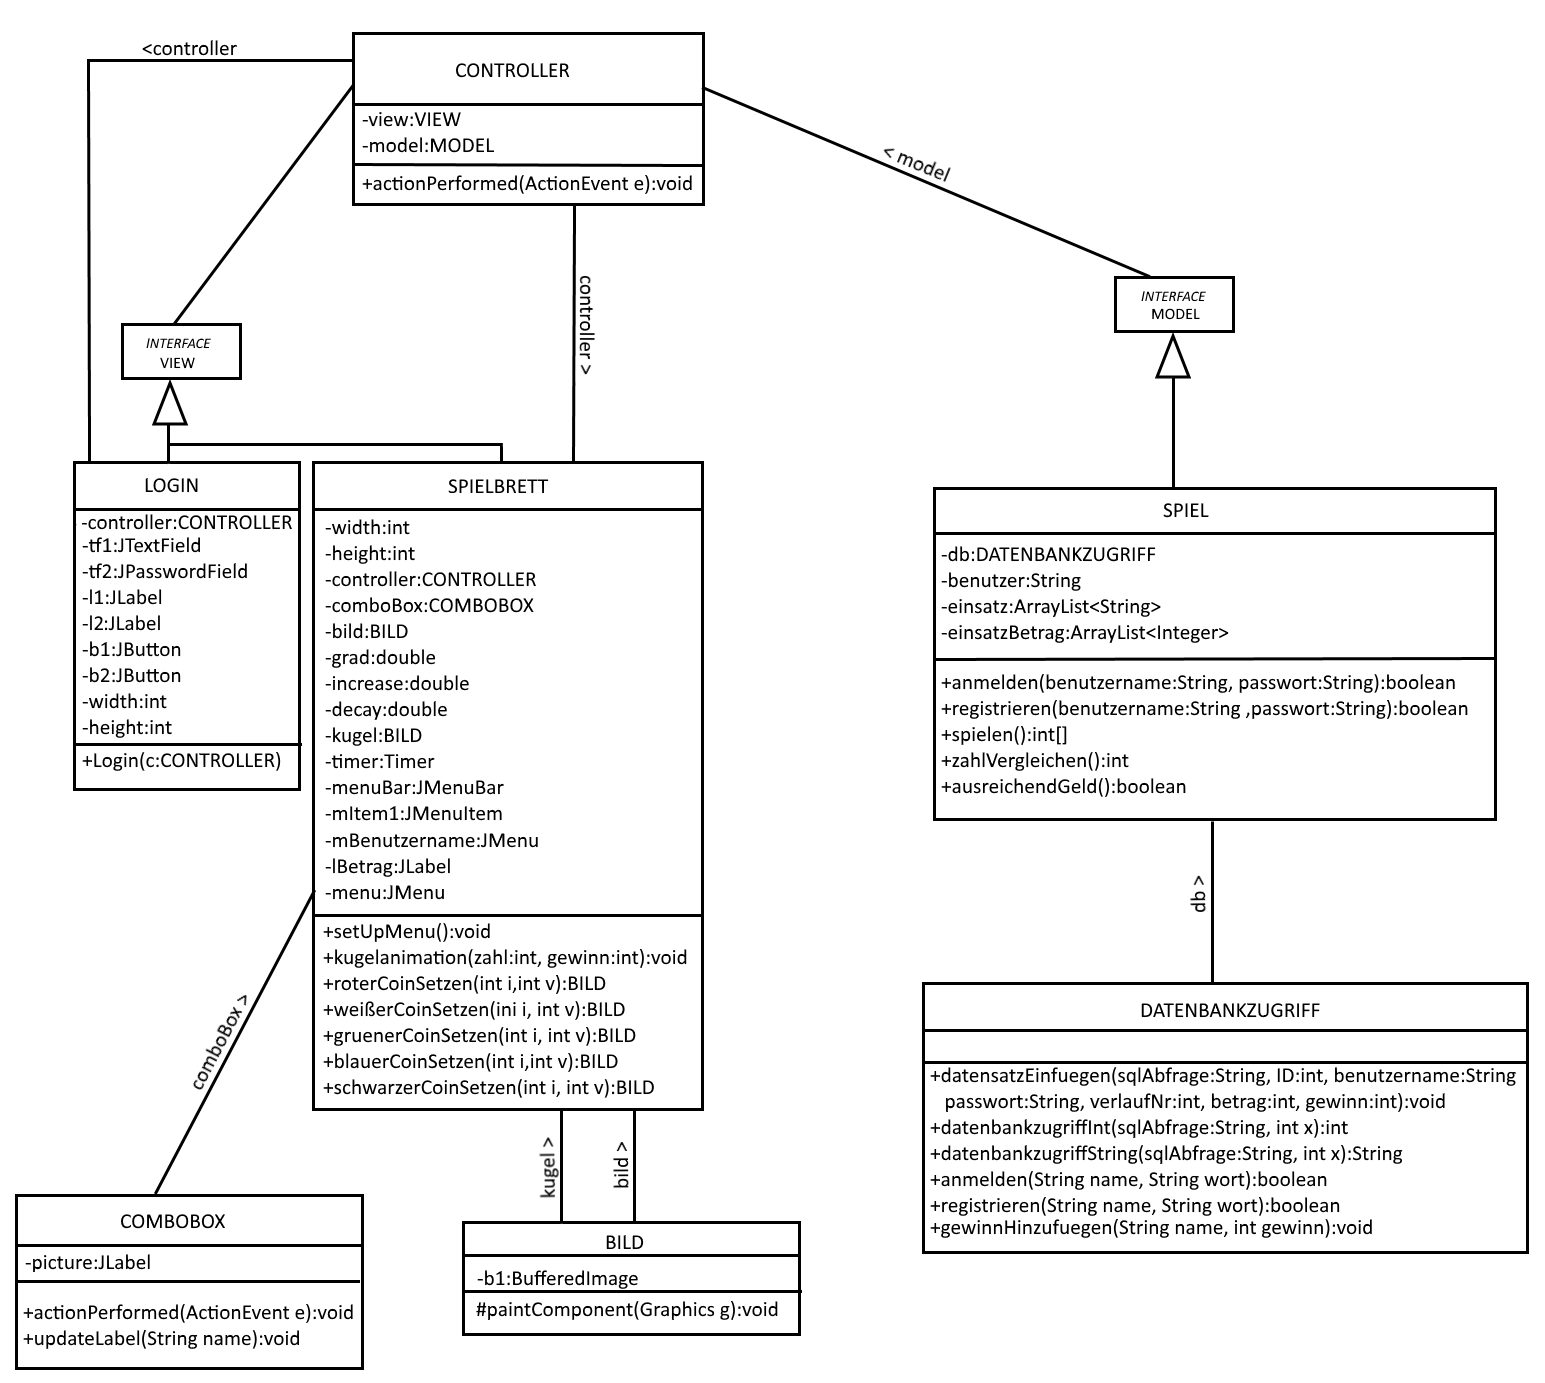 <controller
CONTROLLER
-view:VIEW
-model:MODEL
+actionPerformed(ActionEvent e):void
< model
controller >
INTERFACE
VIEW
INTERFACE
MODEL
LOGIN
-controller:CONTROLLER
-tf1:JTextField
-tf2:JPasswordField
-l1:JLabel
-l2:JLabel
-b1:JButton
-b2:JButton
-width:int
-height:int
+Login(c:CONTROLLER)
SPIELBRETT
-width:int
-height:int
-controller:CONTROLLER
-comboBox:COMBOBOX
-bild:BILD
-grad:double
-increase:double
-decay:double
-kugel:BILD
-timer:Timer
-menuBar:JMenuBar
-mItem1:JMenuItem
-mBenutzername:JMenu
-lBetrag:JLabel
-menu:JMenu
+setUpMenu():void
+kugelanimation(zahl:int, gewinn:int):void
+roterCoinSetzen(int i,int v):BILD
+weißerCoinSetzen(ini i, int v):BILD
+gruenerCoinSetzen(int i, int v):BILD
+blauerCoinSetzen(int i,int v):BILD
+schwarzerCoinSetzen(int i, int v):BILD
SPIEL
-db:DATENBANKZUGRIFF
-benutzer:String
-einsatz:ArrayList<String>
-einsatzBetrag:ArrayList<Integer>
+anmelden(benutzername:String, passwort:String):boolean
+registrieren(benutzername:String ,passwort:String):boolean
+spielen():int[]
+zahlVergleichen():int
+ausreichendGeld():boolean
db >
comboBox >
kugel >
bild >
DATENBANKZUGRIFF
+datensatzEinfuegen(sqlAbfrage:String, ID:int, benutzername:String
passwort:String, verlaufNr:int, betrag:int, gewinn:int):void
+datenbankzugriffInt(sqlAbfrage:String, int x):int
+datenbankzugriffString(sqlAbfrage:String, int x):String
+anmelden(String name, String wort):boolean
+registrieren(String name, String wort):boolean
+gewinnHinzufuegen(String name, int gewinn):void
COMBOBOX
-picture:JLabel
+actionPerformed(ActionEvent e):void
+updateLabel(String name):void
BILD
-b1:BufferedImage
#paintComponent(Graphics g):void